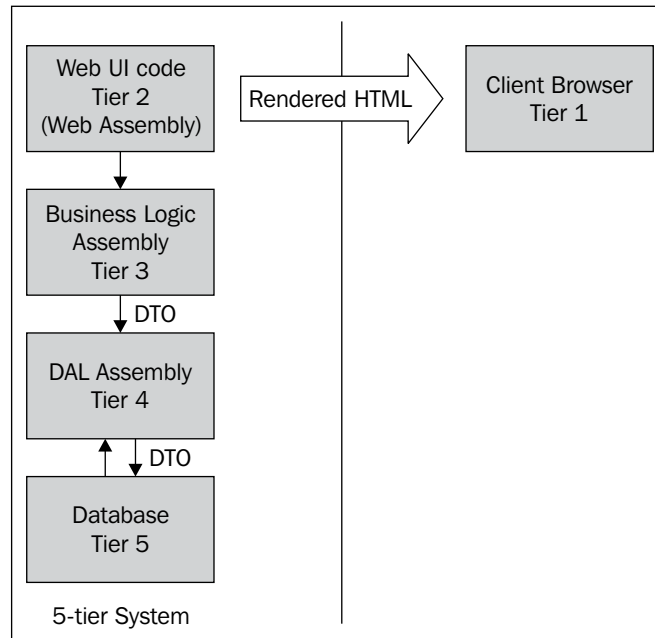 Web UI code
Tier 2
(Web Assembly)
Rendered HTML
Client Browser
Tier 1
Business Logic
Assembly
Tier 3
DTO
DAL Assembly
Tier 4
DTO
Database
Tier 5
5-tier System